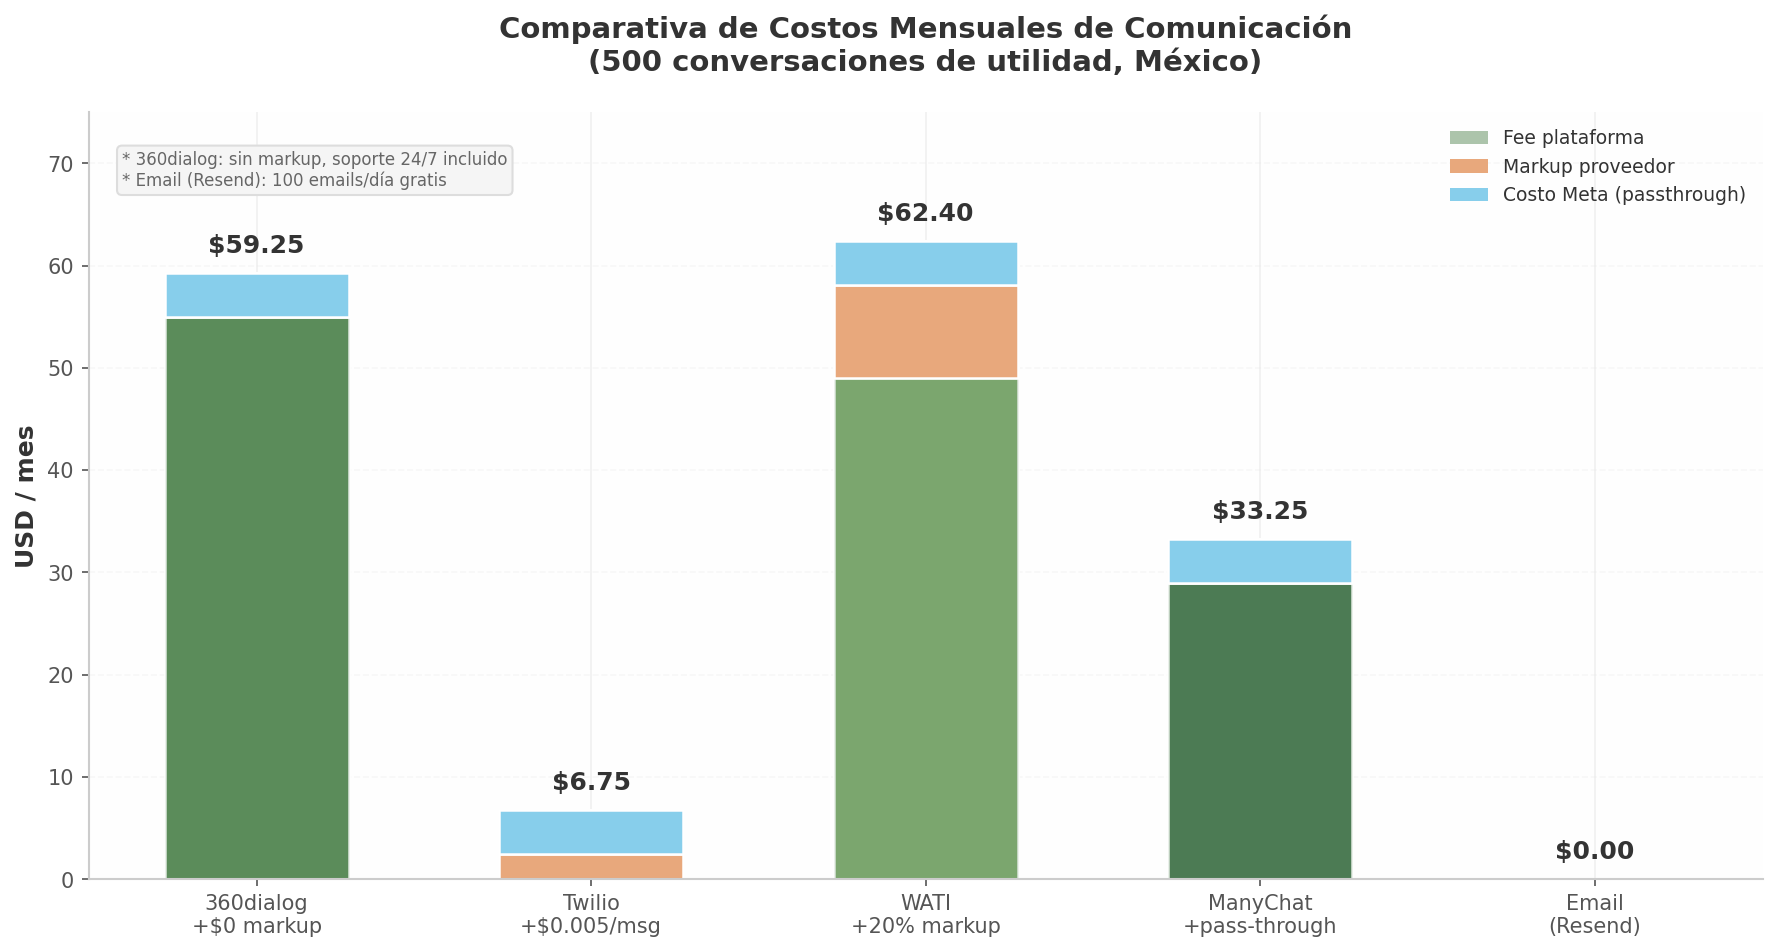 Comparativa de Costos Mensuales de Comunicación
(500 conversaciones de utilidad, México)
* 360dialog: sin markup, soporte 24/7 incluido
* Email (Resend): 100 emails/día gratis
Fee plataforma
Markup proveedor
Costo Meta (passthrough)
USD / mes
70
60
50
40
30
20
10
0
$59.25
$6.75
$62.40
$33.25
$0.00
360dialog
+$0 markup
Twilio
+$0.005/msg
WATI
+20% markup
ManyChat
+pass-through
Email
(Resend)